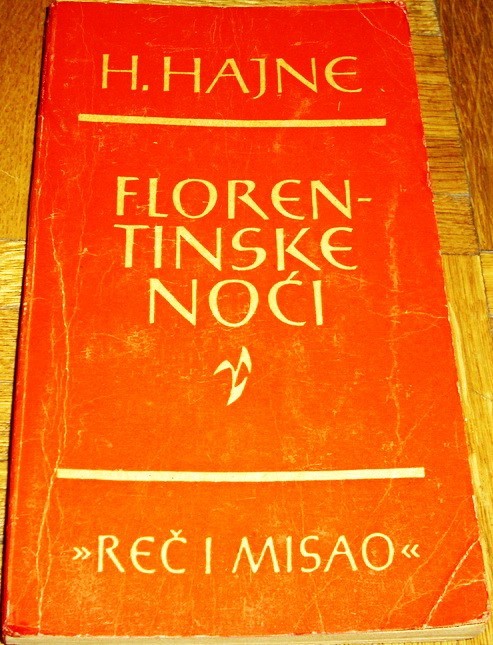 H. HAJNE
FLOREN-
TINSKE
NOĆI
»REČ I MISAO«